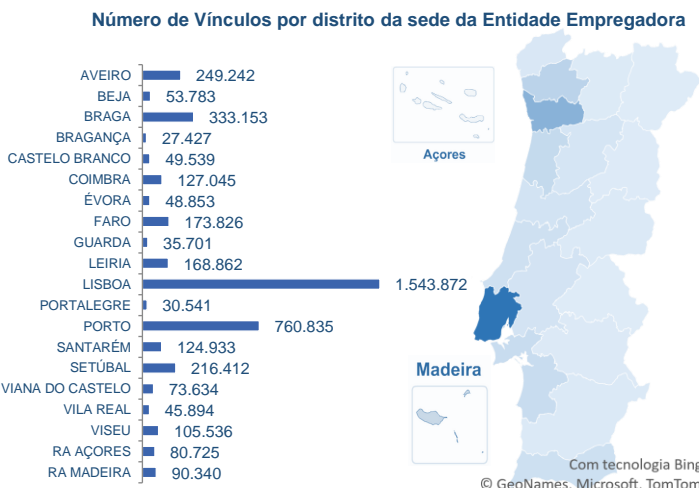 Número de Vínculos por distrito da sede da Entidade Empregadora
AVEIRO 249.242
BEJA 53.783
BRAGA 333.153
BRAGANÇA 27.427
CASTELO BRANCO 49.539
COIMBRA 127.045
ÉVORA 48.853
FARO 173.826
GUARDA 35.701
LEIRIA 168.862
LISBOA 1.543.872
PORTALEGRE 30.541
PORTO 760.835
SANTARÉM 124.933
SETÚBAL 216.412
VIANA DO CASTELO 73.634
VILA REAL 45.894
VISEU 105.536
RA AÇORES 80.725
RA MADEIRA 90.340
Açores
Madeira
Com tecnologia Bing
© GeoNames, Microsoft, TomTom